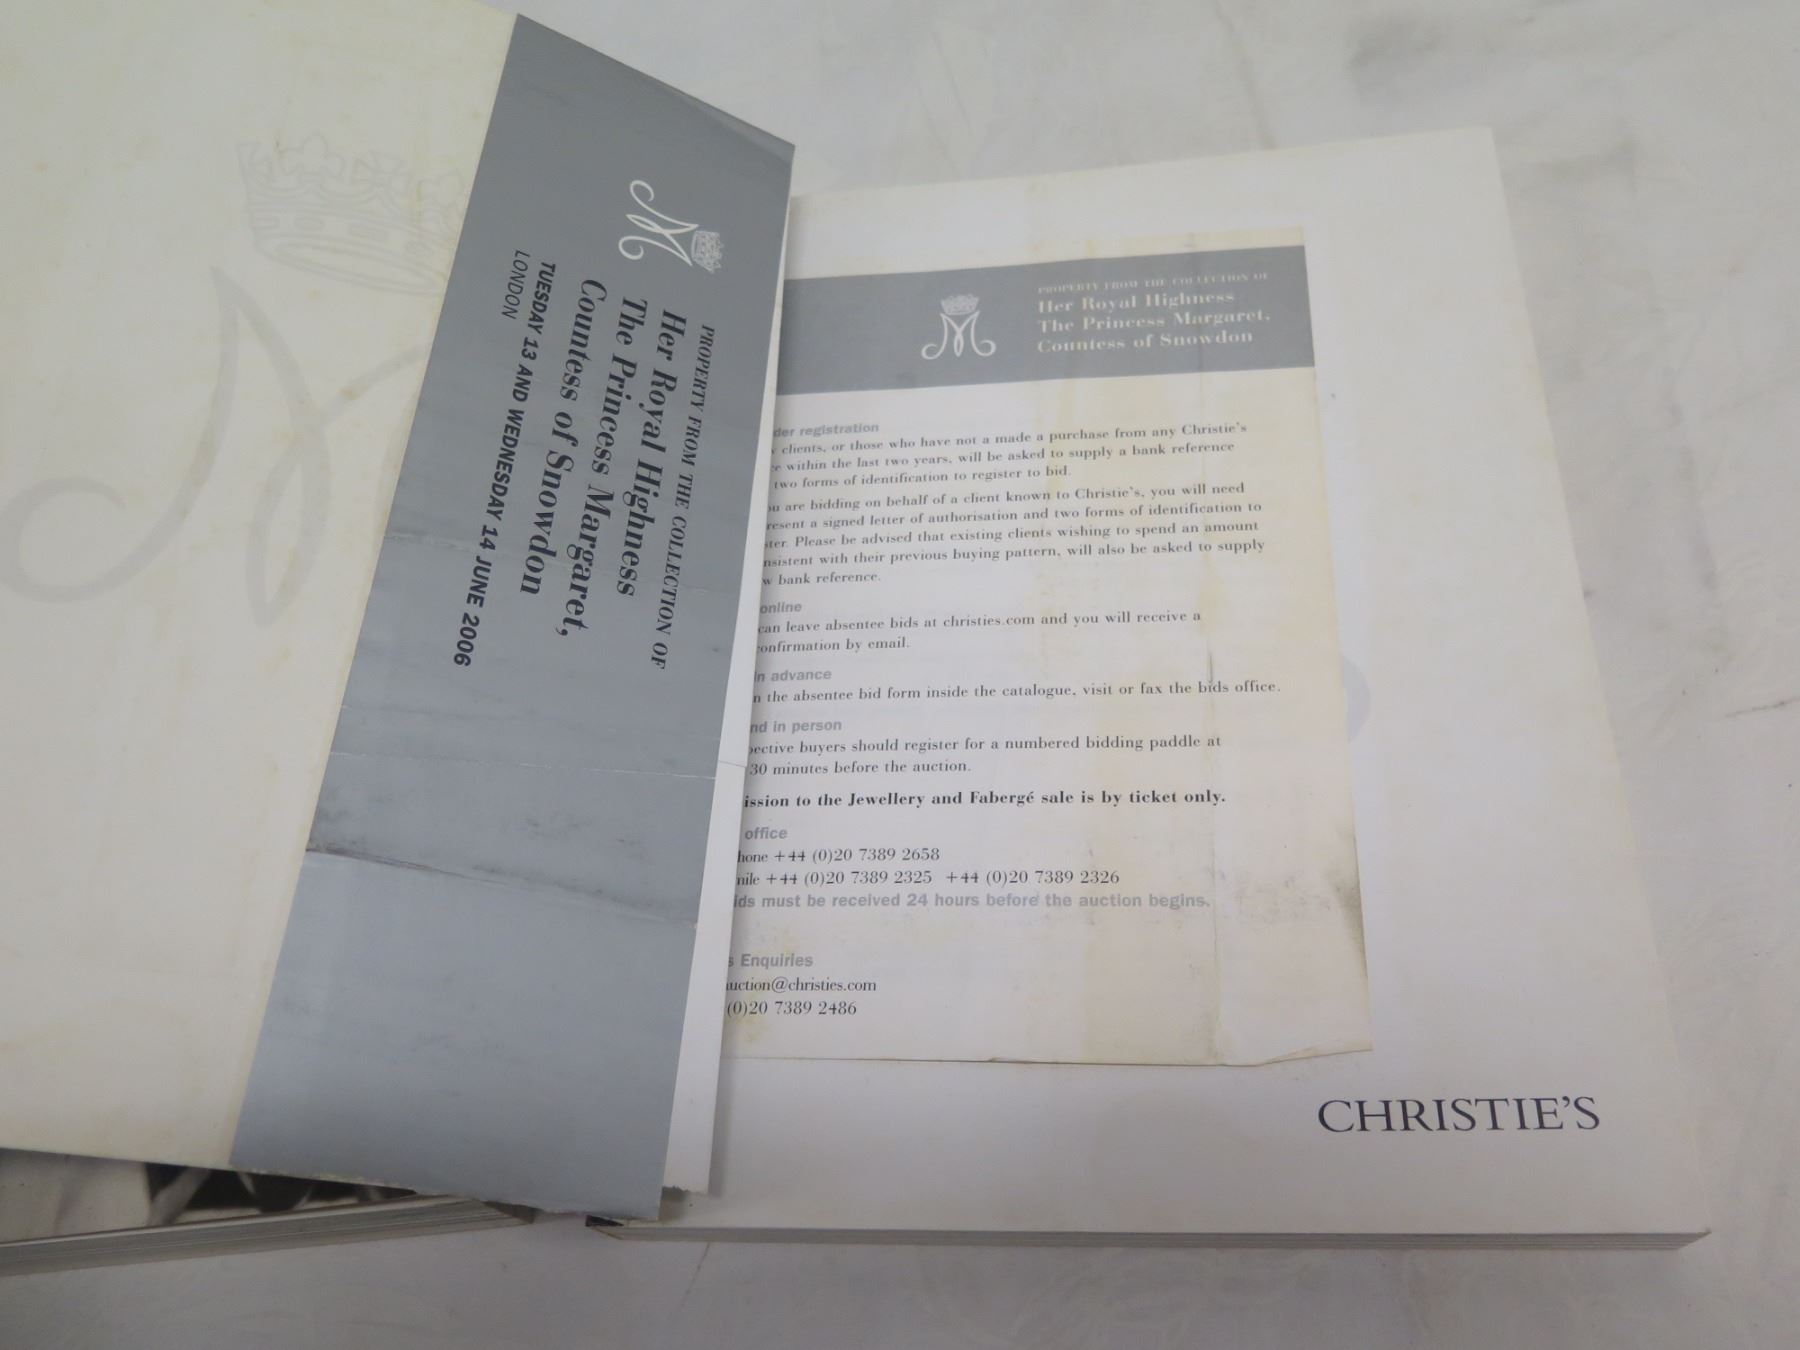 PROPERTY FROM THE COLLECTION OF
Her Royal Highness
The Princess Margaret,
Countess of Snowdon
TUESDAY 13 AND WEDNESDAY 14 JUNE 2006
LONDON
PROPERTY FROM THE COLLECTION OF
Her Royal Highness
The Princess Margaret,
Countess of Snowdon
registration
clients, or those who have not a made a purchase from any Christie's
within the last two years, will be asked to supply a bank reference
two forms of identification to register to bid.
are bidding on behalf of a client known to Christie's, you will need
a signed letter of authorisation and two forms of identification to
Please be advised that existing clients wishing to spend an amount
with their previous buying pattern, will also be asked to supply
bank reference.
online
can leave absentee bids at christies.com and you will receive a
confirmation by email.
in advance
the absentee bid form inside the catalogue, visit or fax the bids office.
in person
buyers should register for a numbered bidding paddle at
30 minutes before the auction.
to the Jewellery and Fabergé sale is by ticket only.
office
+44 (0)20 7389 2658
+44 (0)20 7389 2325 +44 (0)20 7389 2326
must be received 24 hours before the auction begins.
Enquiries
auction@christies.com
(0)20 7389 2486
CHRISTIE'S